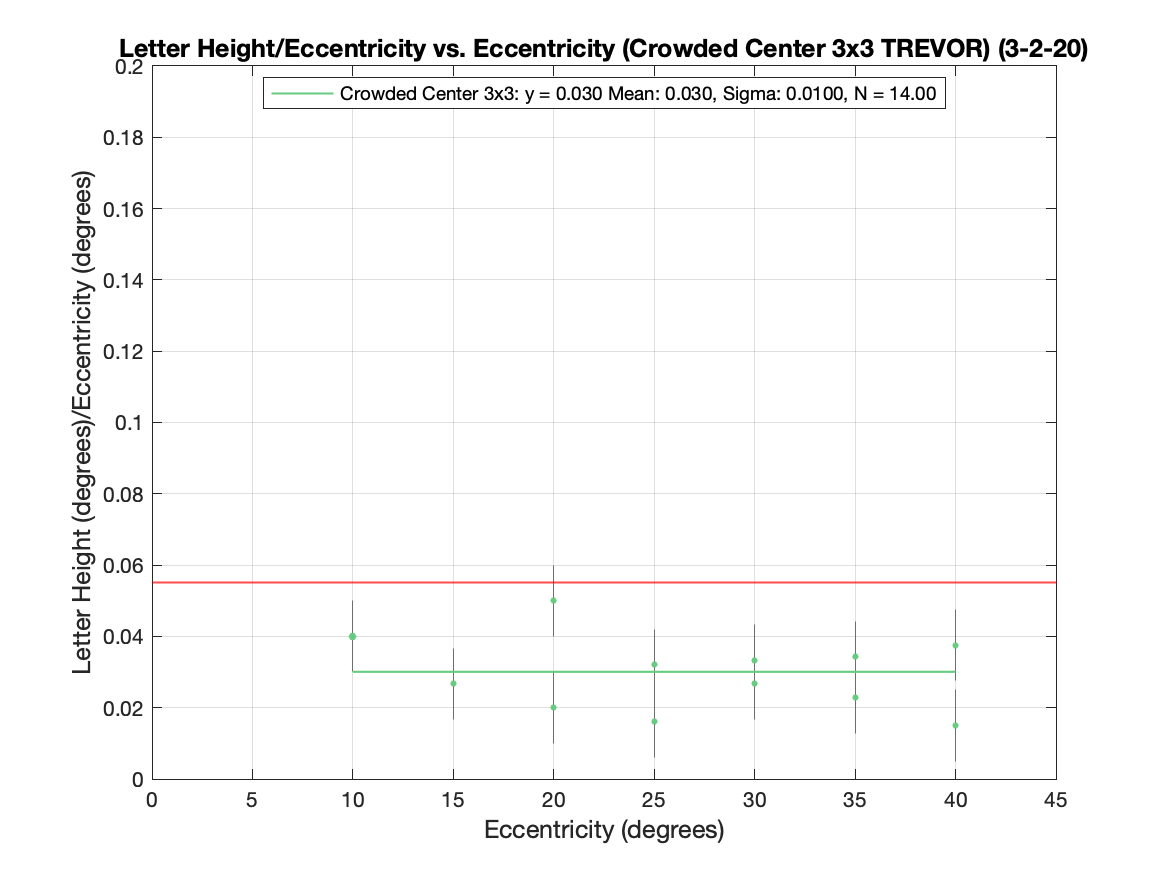 Letter Height/Eccentricity vs. Eccentricity (Crowded Center 3x3 TREVOR) (3-2-20)
Crowded Center 3x3: y = 0.030 Mean: 0.030, Sigma: 0.0100, N = 14.00
Letter Height (degrees)/Eccentricity (degrees)
0.2
0.18
0.16
0.14
0.12
0.1
0.08
0.06
0.04
0.02
0
0 5 10 15 20 25 30 35 40 45
Eccentricity (degrees)